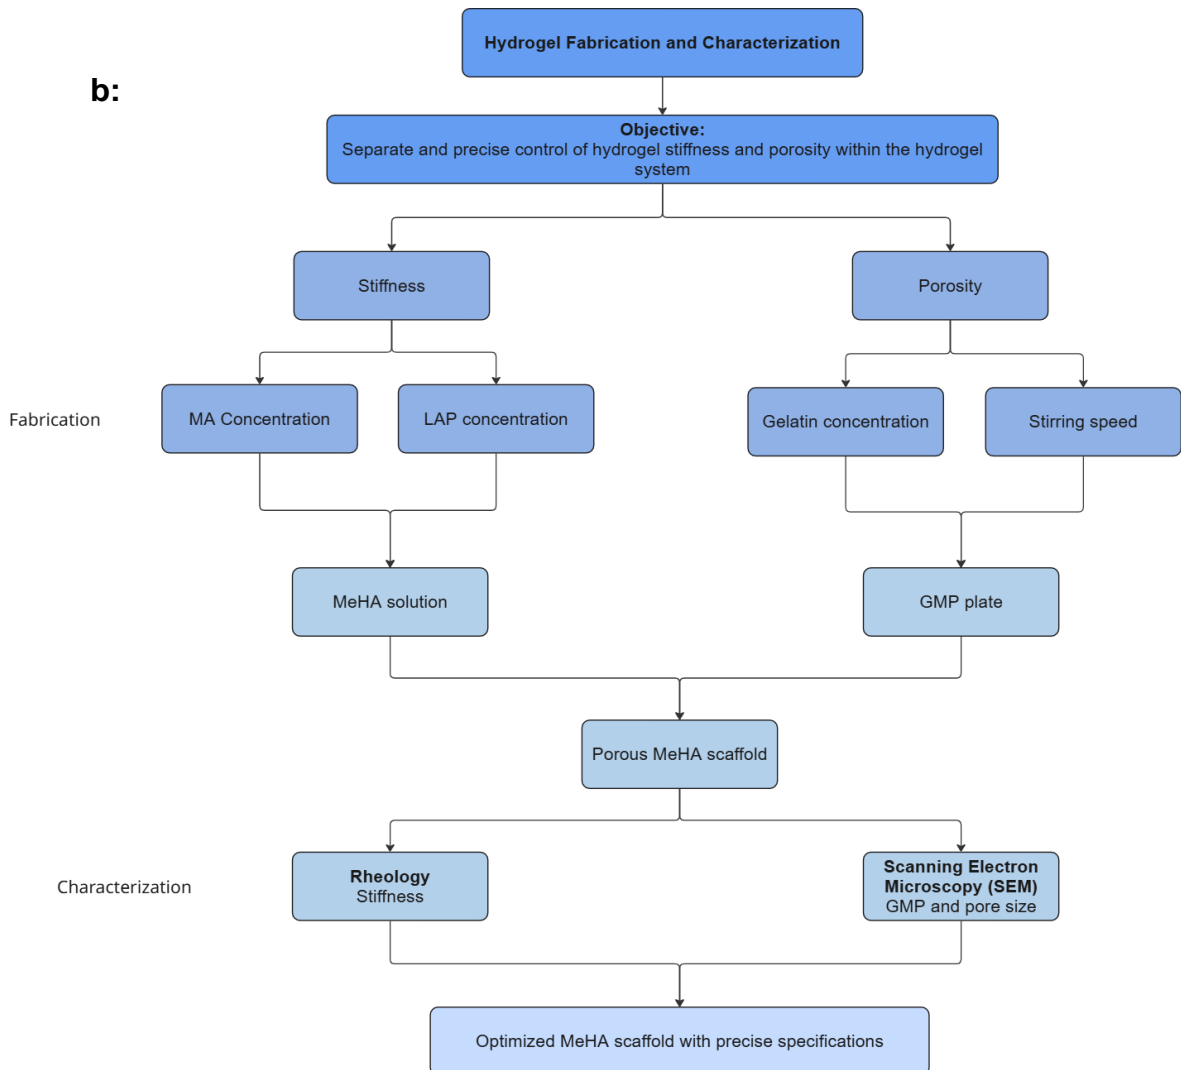 Hydrogel Fabrication and Characterization
b:
Objective:
Separate and precise control of hydrogel stiffness and porosity within the hydrogel
system
Stiffness
Porosity
Fabrication
MA Concentration
LAP concentration
Gelatin concentration
Stirring speed
MeHA solution
GMP plate
Porous MeHA scaffold
Characterization
Rheology
Stiffness
Scanning Electron
Microscopy (SEM)
GMP and pore size
Optimized MeHA scaffold with precise specifications